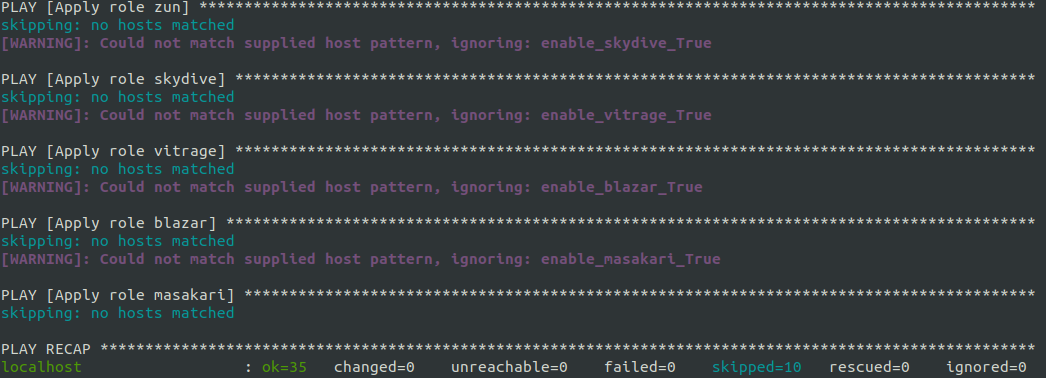 PLAY [Apply role zun] *********************************************************************************************
skipping: no hosts matched
[WARNING]: Could not match supplied host pattern, ignoring: enable_skydive_True
PLAY [Apply role skydive] *****************************************************************************************
skipping: no hosts matched
[WARNING]: Could not match supplied host pattern, ignoring: enable_vitrage_True
PLAY [Apply role vitrage] *****************************************************************************************
skipping: no hosts matched
[WARNING]: Could not match supplied host pattern, ignoring: enable_blazar_True
PLAY [Apply role blazar] ******************************************************************************************
skipping: no hosts matched
[WARNING]: Could not match supplied host pattern, ignoring: enable_masakari_True
PLAY [Apply role masakari] ****************************************************************************************
skipping: no hosts matched
PLAY RECAP ********************************************************************************************************
localhost                  : ok=35   changed=0    unreachable=0    failed=0    skipped=10   rescued=0    ignored=0